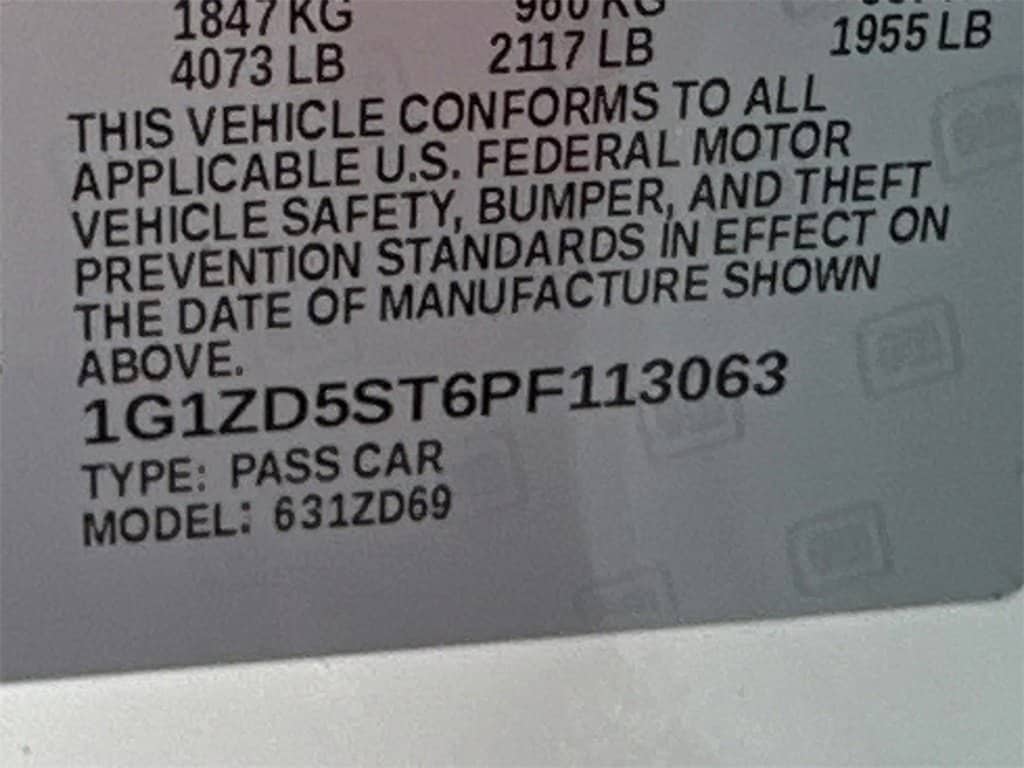 1847 KG 960 KG
4073 LB 2117 LB 1955 LB
THIS VEHICLE CONFORMS TO ALL
APPLICABLE U.S. FEDERAL MOTOR
VEHICLE SAFETY, BUMPER, AND THEFT
PREVENTION STANDARDS IN EFFECT ON
THE DATE OF MANUFACTURE SHOWN
ABOVE.
1G1ZD5ST6PF113063
TYPE: PASS CAR
MODEL: 631ZD69